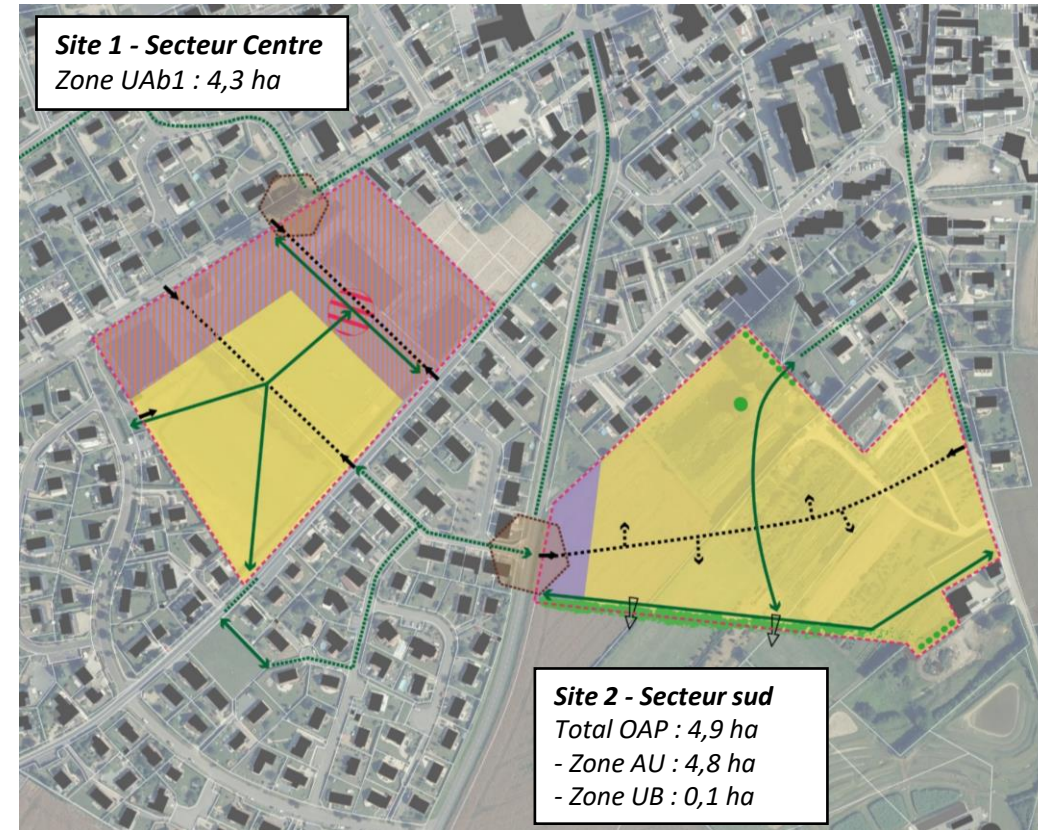 Site 1 - Secteur Centre
Zone UAb1 : 4,3 ha
Site 2 - Secteur sud
Total OAP : 4,9 ha
- Zone AU : 4,8 ha
- Zone UB : 0,1 ha